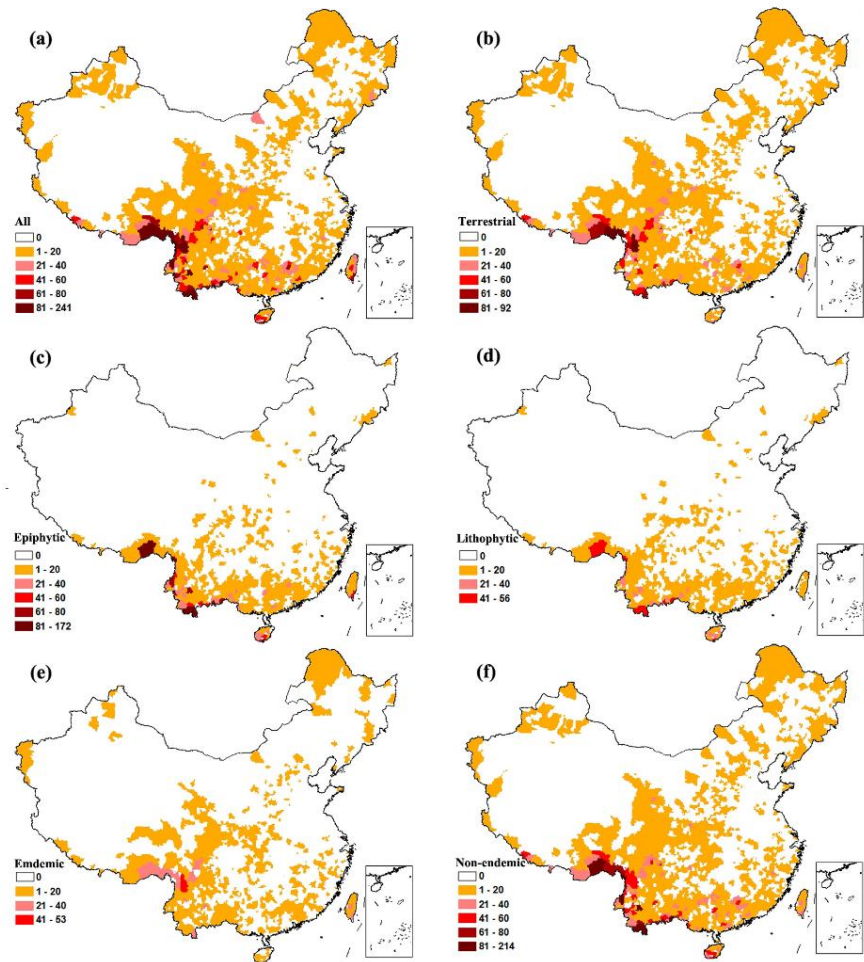 (a)
All
0
1 - 20
21 - 40
41 - 60
61 - 80
81 - 241
(b)
Terrestrial
0
1 - 20
21 - 40
41 - 60
61 - 80
81 - 92
(c)
Epiphytic
0
1 - 20
21 - 40
41 - 60
61 - 80
81 - 172
(d)
Lithophytic
0
1 - 20
21 - 40
41 - 56
(e)
Emdemic
0
1 - 20
21 - 40
41 - 53
(f)
Non-endemic
0
1 - 20
21 - 40
41 - 60
61 - 80
81 - 214